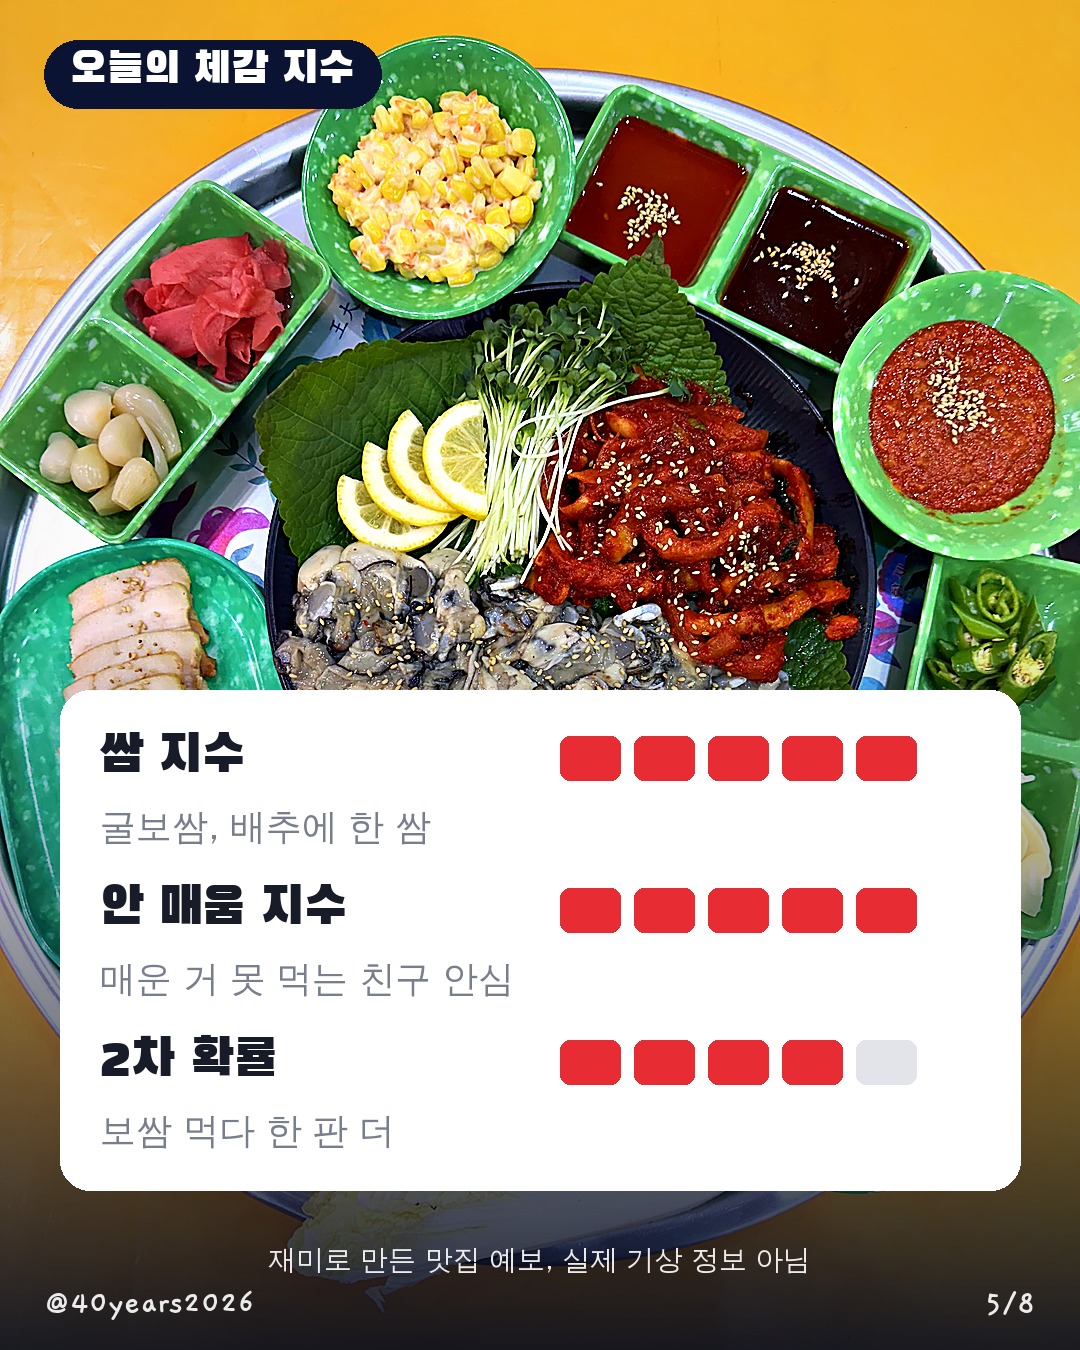 오늘의 체감 지수
쌈 지수
굴보쌈, 배추에 한 쌈
안 매움 지수
매운 거 못 먹는 친구 안심
2차 확률
보쌈 먹다 한 판 더
재미로 만든 맛집 예보, 실제 기상 정보 아님
@40years2026
5/8